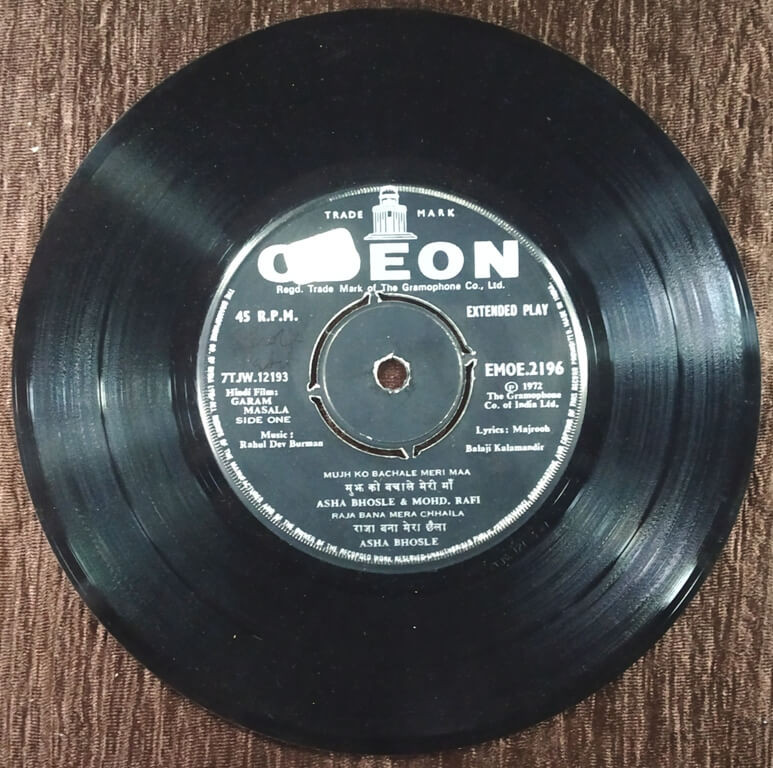 TRADE MARK
EON
Regd. Trade Mark of The Gramophone Co., Ltd.
45 R.P.M.
EXTENDED PLAY
7TJW.12193
Hindi Film:
GARAM
MASALA
SIDE ONE
Music :
Rahul Dev Burman
EMOE.2196
Ⓟ 1972
The Gramophone
Co. of India Ltd.
Lyrics : Majrooh
Balaji Kalamandir
MUJH KO BACHALE MERI MAA
मुझ को बचाले मेरी माँ
ASHA BHOSLE & MOHD. RAFI
RAJA BANA MERA CHHAILA
राजा बना मेरा छैला
ASHA BHOSLE